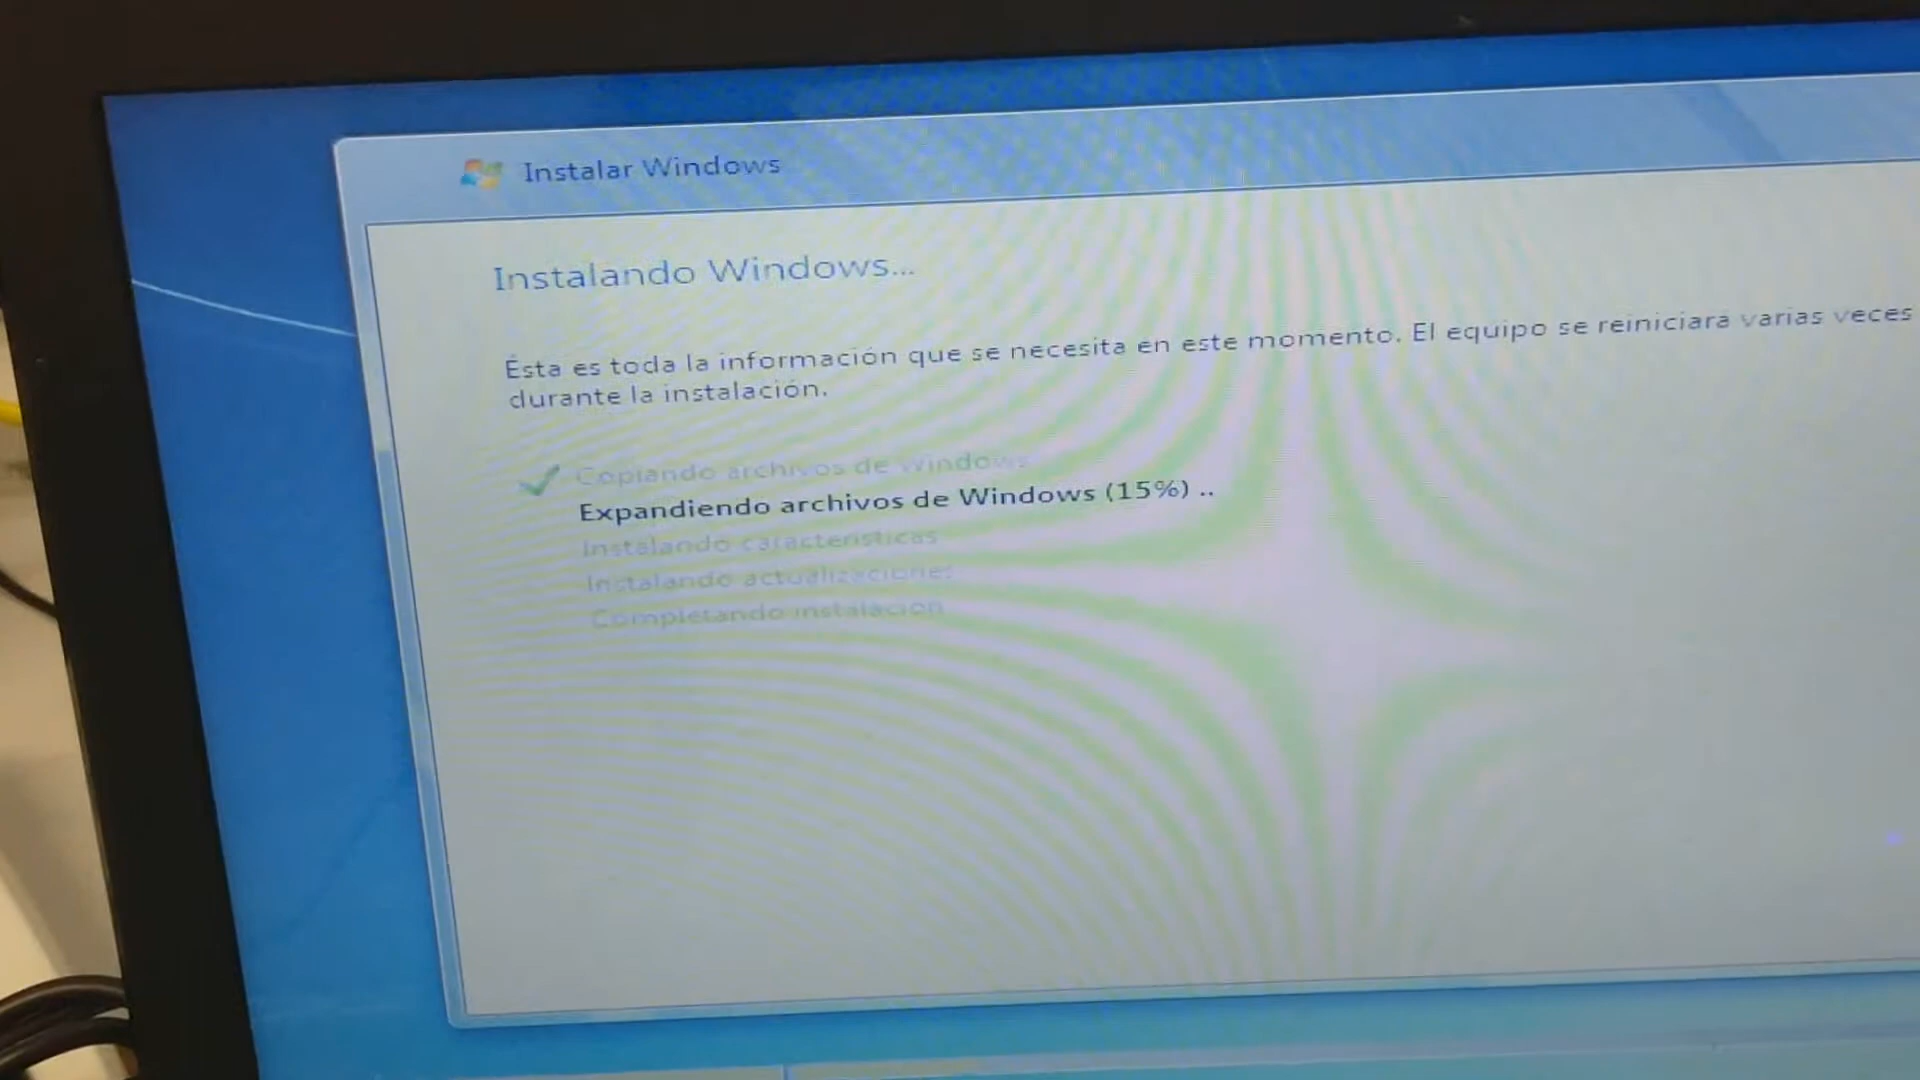 Instalar Windows
Instalando Windows...
Ésta es toda la información que se necesita en este momento. El equipo se reiniciará varias veces
durante la instalación.
Copiando archivos de Windows
Expandiendo archivos de Windows (15%) ..
Instalando características
Instalando actualizaciones
Completando instalación